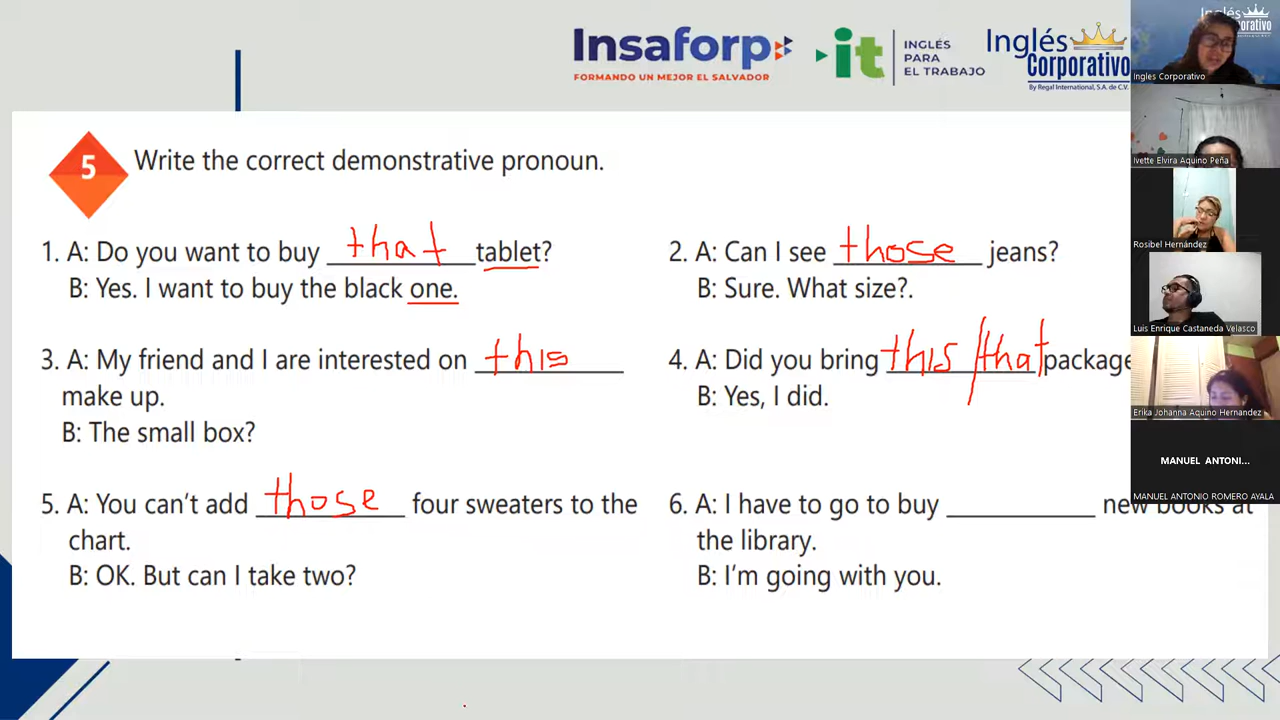 Insaforp
FORMANDO UN MEJOR EL SALVADOR
it
INGLÉS
PARA
EL TRABAJO
Inglés
Corporativo
By Regal International, S.A. de C.V.
5
Write the correct demonstrative pronoun.
1. A: Do you want to buy that tablet?
B: Yes. I want to buy the black one.
2. A: Can I see those jeans?
B: Sure. What size?.
3. A: My friend and I are interested on this
make up.
B: The small box?
4. A: Did you bring this/that package
B: Yes, I did.
5. A: You can't add those four sweaters to the
chart.
B: OK. But can I take two?
6. A: I have to go to buy __________ new books at
the library.
B: I'm going with you.
Ingles Corporativo
Ivette Elvira Aquino Peña
Rosibel Hernández
Luis Enrique Castaneda Velasco
Erika Johanna Aquino Hernandez
MANUEL ANTONI...
MANUEL ANTONIO ROMERO AYALA